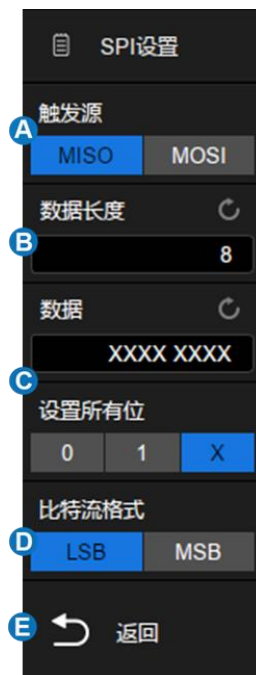 SPI设置
A
触发源
MISO MOSI
数据长度
B
8
数据
XXXX XXXX
C
设置所有位
0 1 X
比特流格式
D
LSB MSB
E 返回